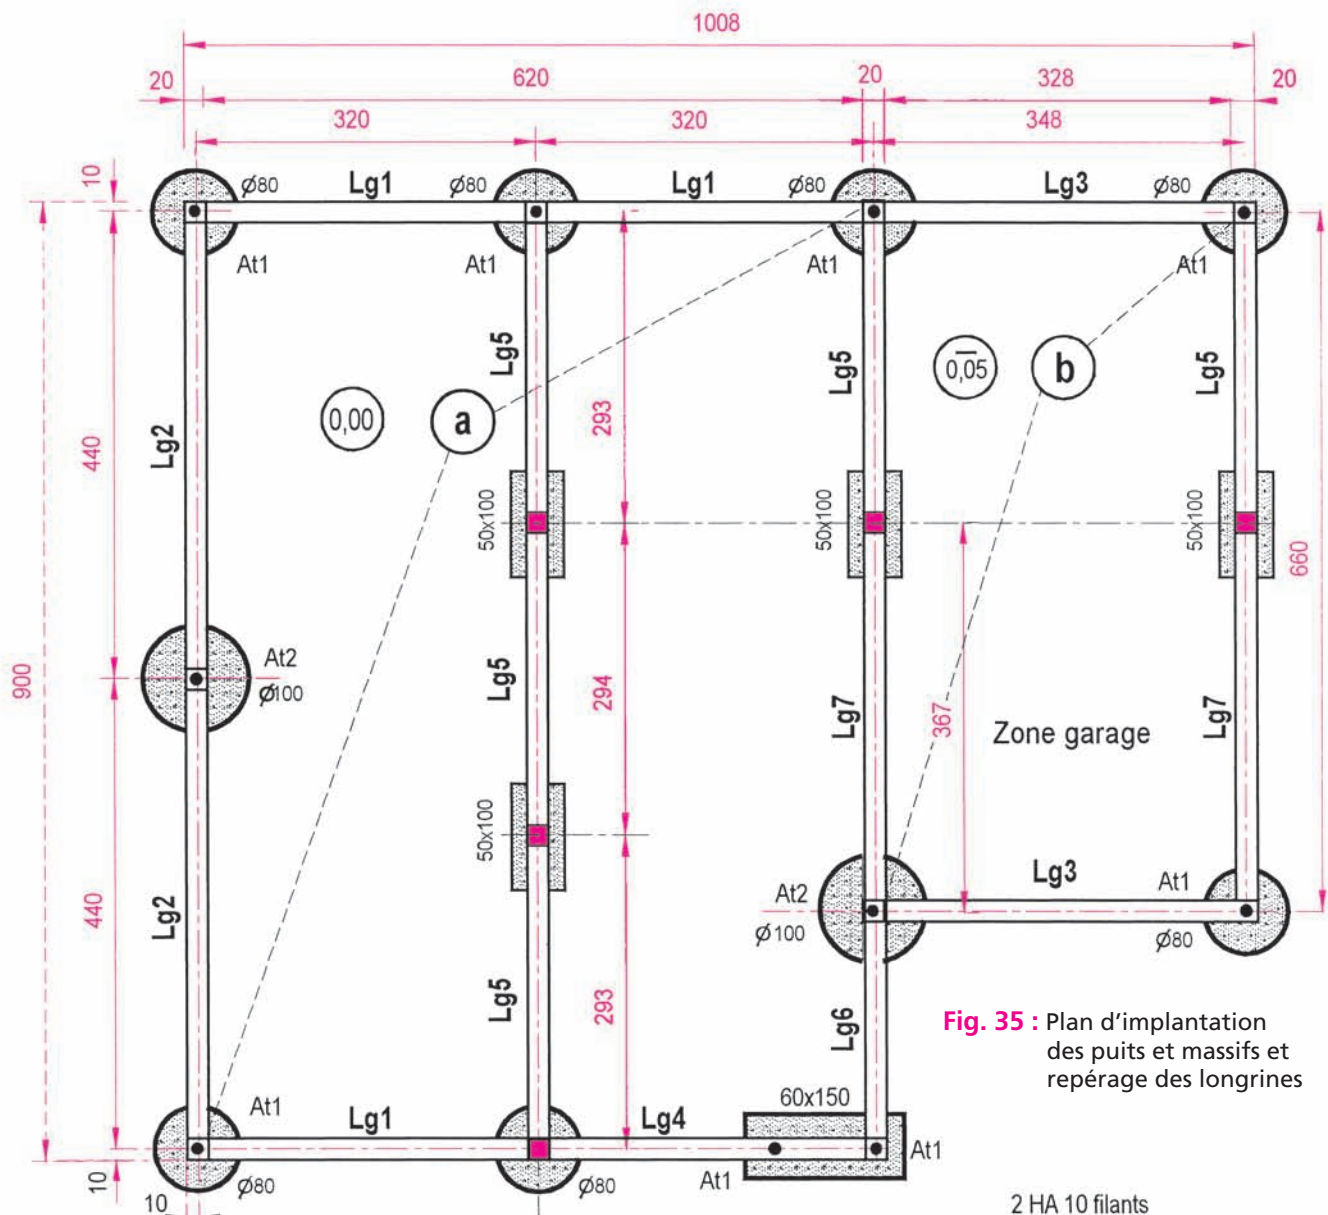 1008
20 620 20 328 20
320 320 348
10
Ø80 Lg1 Ø80 Lg1 Ø80 Lg3 Ø80
At1 At1 At1 At1
Lg5 Lg5 Lg5
0,00 a 0,05 b
293
Lg2
440
50x100 50x100 50x100
660
900
At2
Ø100
Lg5
294
Lg7
367
Zone garage
Lg7
50x100
Lg2
440
At2
Ø100
Lg3 At1
Ø80
Lg5
293
Lg6
Fig. 35 : Plan d’implantation
des puits et massifs et
repérage des longrines
At1 Lg1 Lg4 60x150
At1
10
10
Ø80 Ø80 At1
2 HA 10 filants